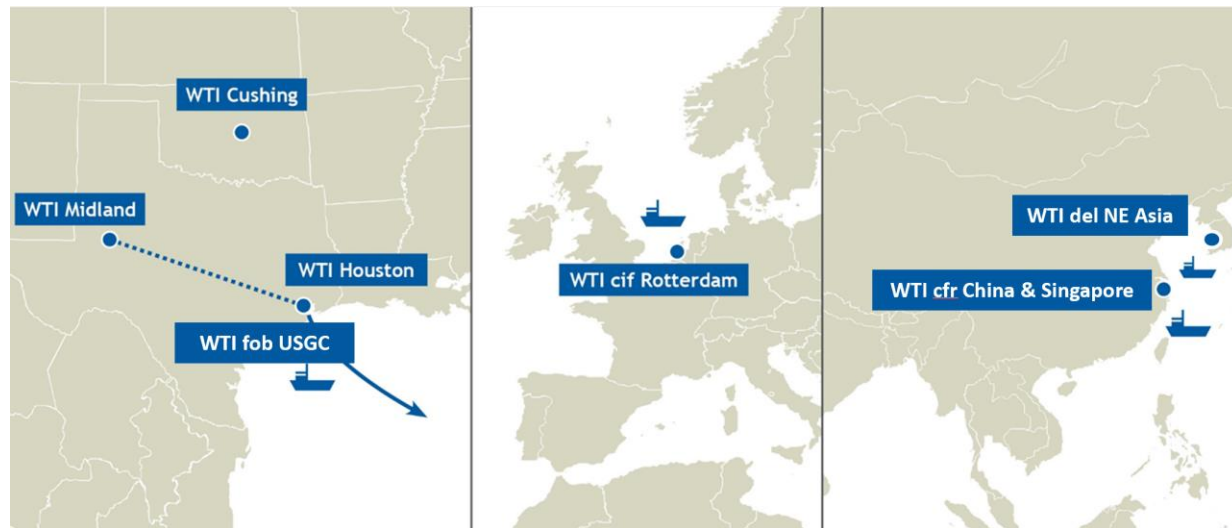 WTI Cushing
WTI Midland
WTI Houston
WTI fob USGC
WTI cif Rotterdam
WTI del NE Asia
WTI cfr China & Singapore